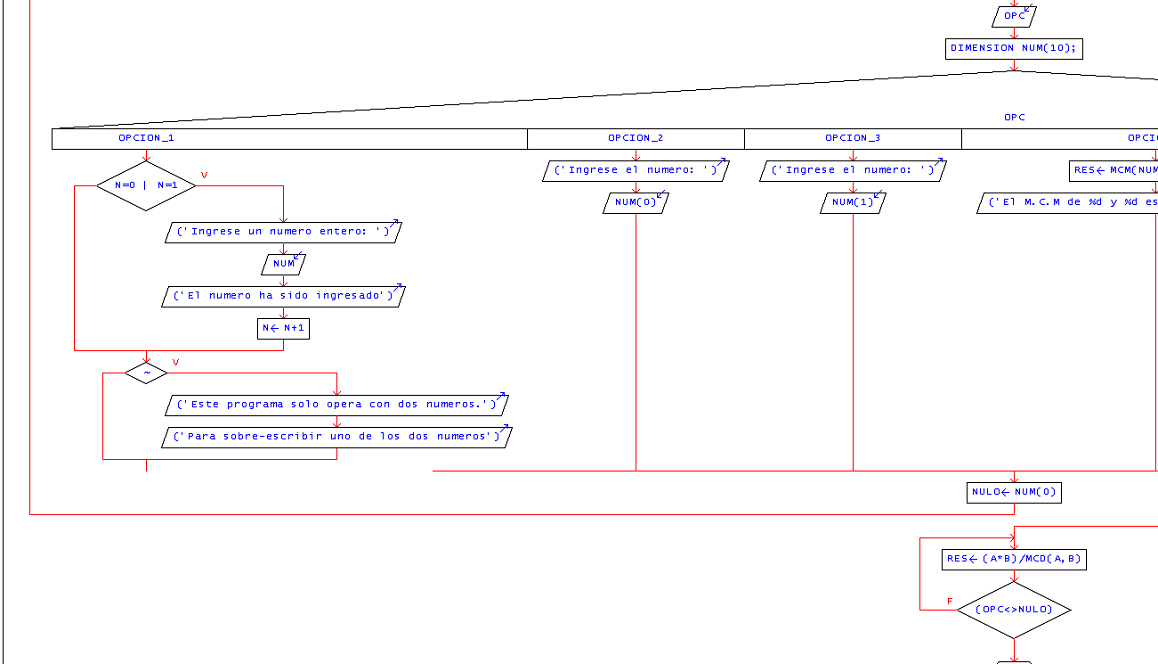 OPC
DIMENSION NUM(10);
OPC
OPCION_1
OPCION_2
OPCION_3
OPCI
N=0 | N=1
V
('Ingrese un numero entero: ')
NUM
('El numero ha sido ingresado')
N← N+1
~
V
('Este programa solo opera con dos numeros.')
('Para sobre-escribir uno de los dos numeros')
('Ingrese el numero: ')
NUM(0)
('Ingrese el numero: ')
NUM(1)
RES← MCM(NUM
('El M.C.M de %d y %d es
NULO← NUM(0)
RES← (A*B)/MCD(A,B)
F
(OPC<>NULO)